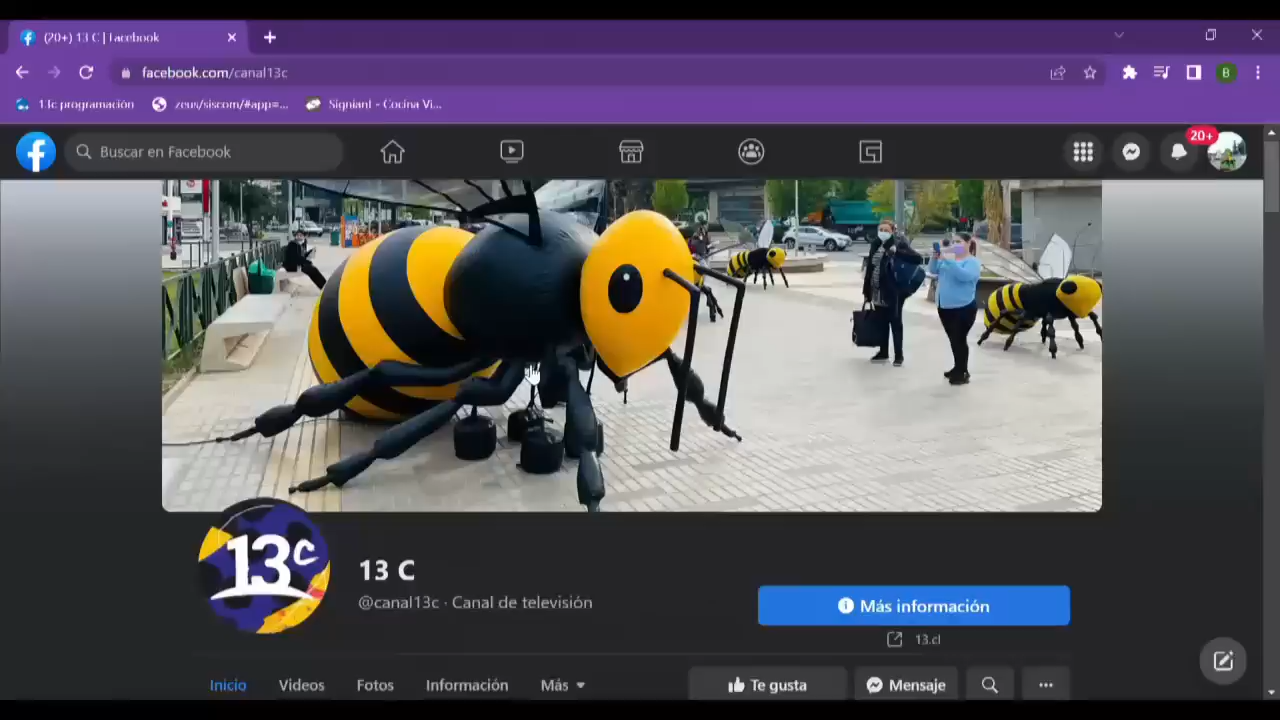 (20+) 13 C | Facebook
facebook.com/canal13c
13c programación
zeus/siscom/#app=...
Signiant - Cocina Vi...
B
Buscar en Facebook
20+
13c
13 C
@canal13c · Canal de televisión
Más información
13.cl
Inicio
Videos
Fotos
Información
Más
Te gusta
Mensaje